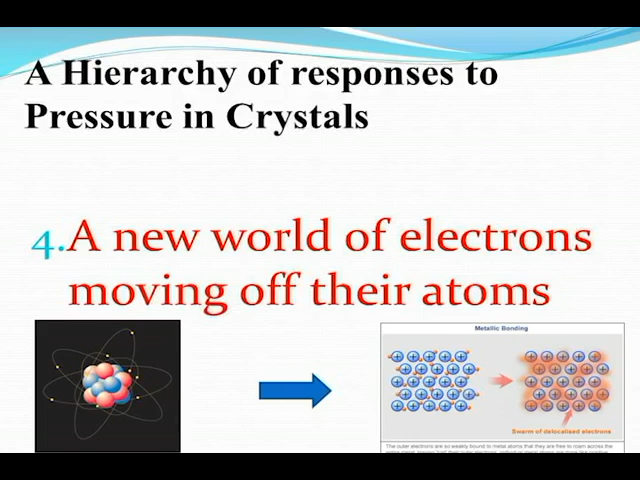 A Hierarchy of responses to
Pressure in Crystals
4. A new world of electrons
moving off their atoms
Metallic Bonding
Swarm of delocalised electrons
The outer electrons are so weakly bound to metal atoms that they are free to roam across the